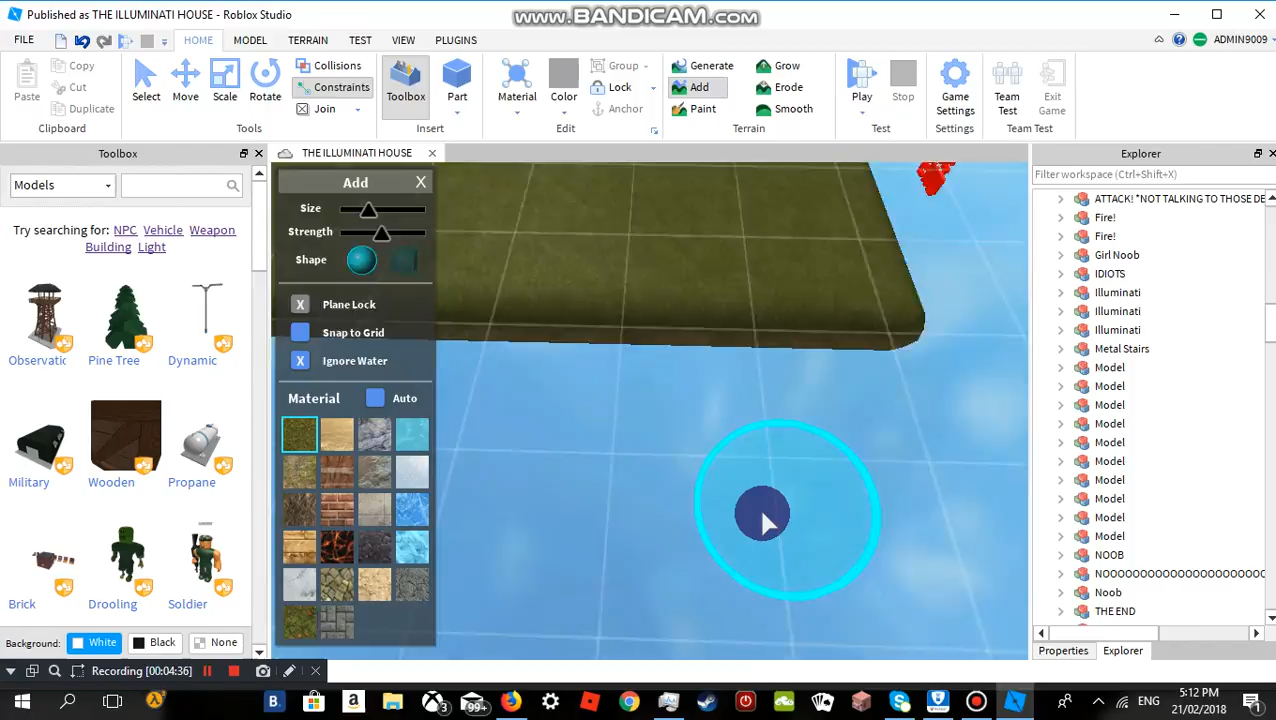 Published as THE ILLUMINATI HOUSE - Roblox Studio
www.BANDICAM.com
FILE HOME MODEL TERRAIN TEST VIEW PLUGINS ADMIN9009
Paste Copy Cut Duplicate
Select Move Scale Rotate Collisions Constraints Join
Toolbox Part
Material Color Group Lock Anchor
Generate Add Paint Grow Erode Smooth
Play Stop
Game Settings
Team Test Exit Game
Clipboard Tools Insert Edit Terrain Test Settings Team Test
Toolbox
Models
Try searching for: NPC Vehicle Weapon
Building Light
Observatic Pine Tree Dynamic
Military Wooden Propane
Brick Drooling Soldier
Background: White Black None
THE ILLUMINATI HOUSE
Add X
Size
Strength
Shape
X Plane Lock
Snap to Grid
X Ignore Water
Material Auto
Explorer
Filter workspace (Ctrl+Shift+X)
ATTACK! *NOT TALKING TO THOSE DE
Fire!
Fire!
Girl Noob
IDIOTS
Illuminati
Illuminati
Illuminati
Metal Stairs
Model
Model
Model
Model
Model
Model
Model
Model
Model
Model
NOOB
NOOOOOOOOOOOOOOOOOOOOO
Noob
THE END
Properties Explorer
Recording [00:04:36]
B. a 3 99+
ENG
5:12 PM
21/02/2018
1